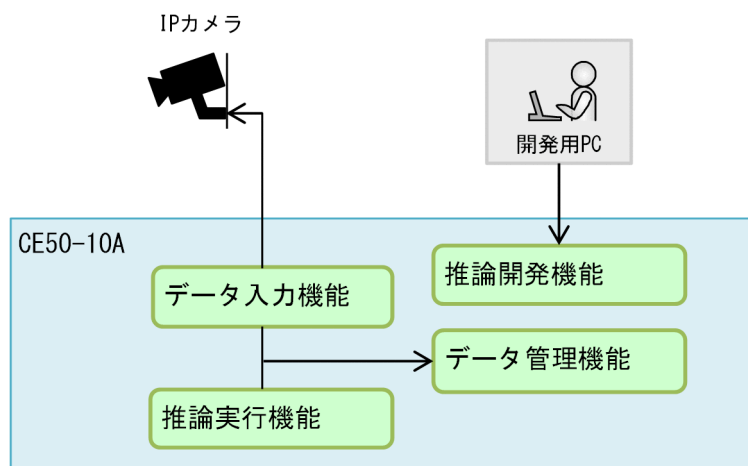 IPカメラ
開発用PC
CE50-10A
データ入力機能
推論開発機能
データ管理機能
推論実行機能